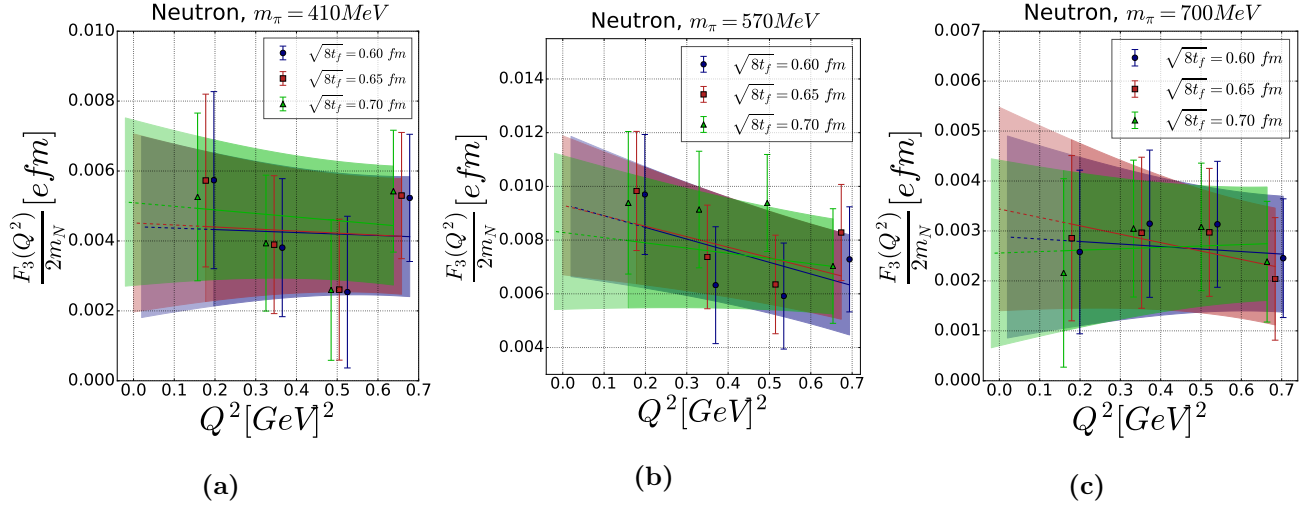 Neutron, m_π = 410MeV
√8t_f = 0.60 fm
√8t_f = 0.65 fm
√8t_f = 0.70 fm
F_3(Q^2)/2m_N [efm]
0.010
0.008
0.006
0.004
0.002
0.000
0.0 0.1 0.2 0.3 0.4 0.5 0.6 0.7
Q^2[GeV]^2
(a)
Neutron, m_π = 570MeV
√8t_f = 0.60 fm
√8t_f = 0.65 fm
√8t_f = 0.70 fm
F_3(Q^2)/2m_N [efm]
0.014
0.012
0.010
0.008
0.006
0.004
0.0 0.1 0.2 0.3 0.4 0.5 0.6 0.7
Q^2[GeV]^2
(b)
Neutron, m_π = 700MeV
√8t_f = 0.60 fm
√8t_f = 0.65 fm
√8t_f = 0.70 fm
F_3(Q^2)/2m_N [efm]
0.007
0.006
0.005
0.004
0.003
0.002
0.001
0.000
0.0 0.1 0.2 0.3 0.4 0.5 0.6 0.7
Q^2[GeV]^2
(c)